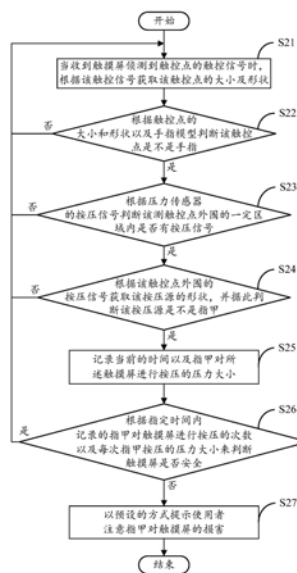 开始
S21
当收到触摸屏侦测到触控点的触控信号时,
根据该触控信号获取该触控点的大小及形状
S22
根据触控点的
大小和形状以及手指模型判断该触控
点是不是手指
否
是
S23
根据压力传感器
的按压信号判断该测触控点外围的一定区
域内是否有按压信号
否
是
S24
根据该触控点外围的
按压信号获取该按压源的形状,并据此判
断该按压源是不是指甲
否
是
S25
记录当前的时间以及指甲对所
述触摸屏进行按压的压力大小
S26
根据指定时间内
记录的指甲对触摸屏进行按压的次数
以及每次指甲按压的压力大小来判断
触摸屏是否安全
是
否
S27
以预设的方式提示使用者
注意指甲对触摸屏的损害
结束